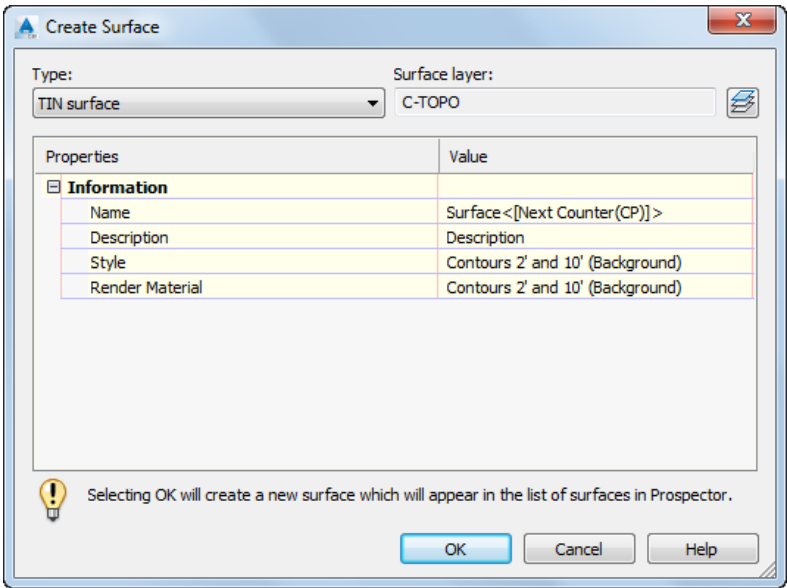 Create Surface
Type: Surface layer:
TIN surface C-TOPO
Properties Value
Information
Name Surface<[Next Counter(CP)]>
Description Description
Style Contours 2' and 10' (Background)
Render Material Contours 2' and 10' (Background)
Selecting OK will create a new surface which will appear in the list of surfaces in Prospector.
OK Cancel Help